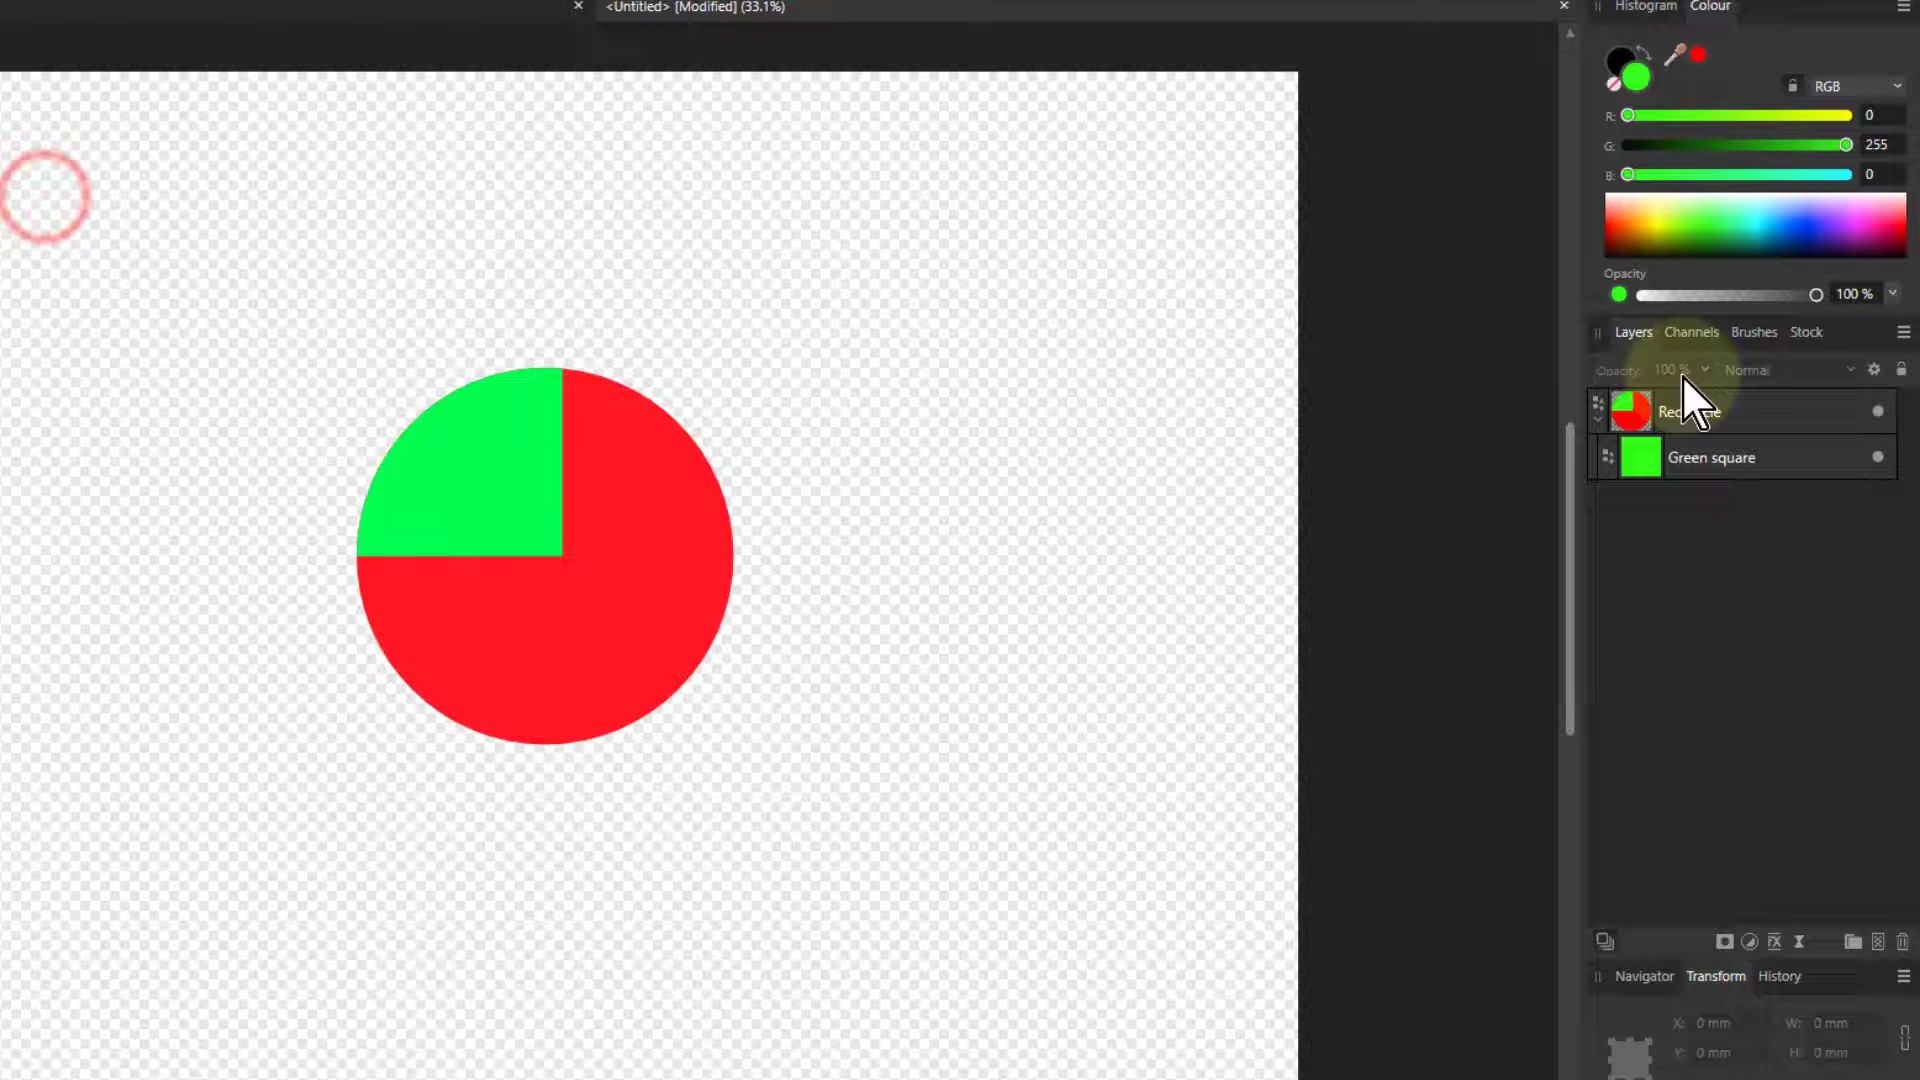 <Untitled> [Modified] (33.1%)
Histogram Colour
RGB
R: 0
G: 255
B: 0
Opacity
100 %
Layers Channels Brushes Stock
Opacity: 100 % Normal
Green square
Navigator Transform History
X: 0 mm W: 0 mm
Y: 0 mm H: 0 mm